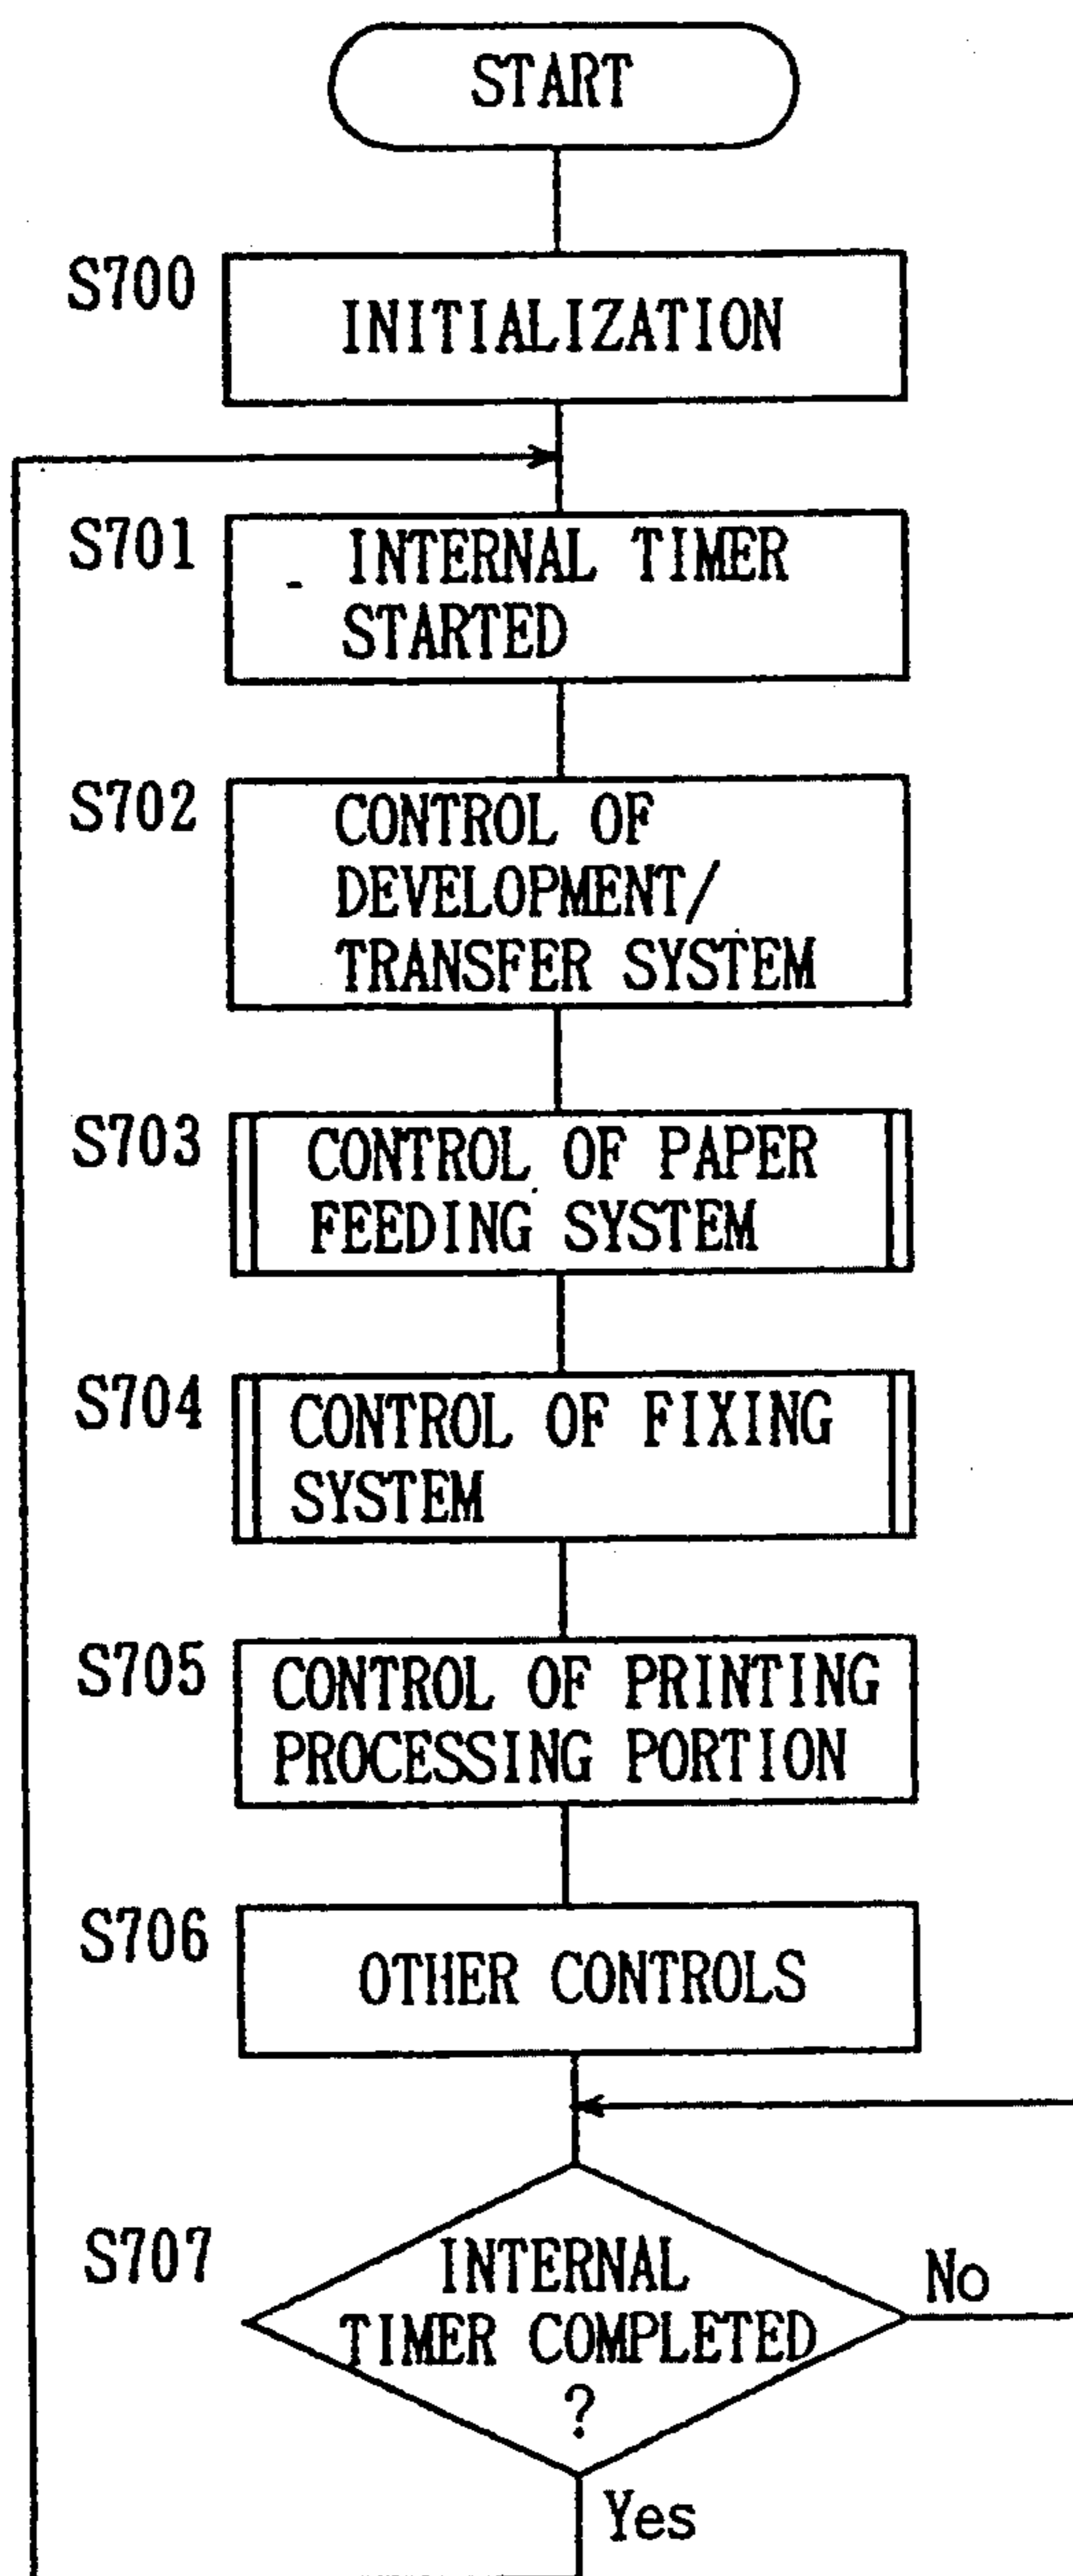 START
S700
INITIALIZATION
S701
INTERNAL TIMER
STARTED
S702
CONTROL OF
DEVELOPMENT/
TRANSFER SYSTEM
S703
CONTROL OF PAPER
FEEDING SYSTEM
S704
CONTROL OF FIXING
SYSTEM
S705
CONTROL OF PRINTING
PROCESSING PORTION
S706
OTHER CONTROLS
S707
INTERNAL
TIMER COMPLETED
?
No
Yes